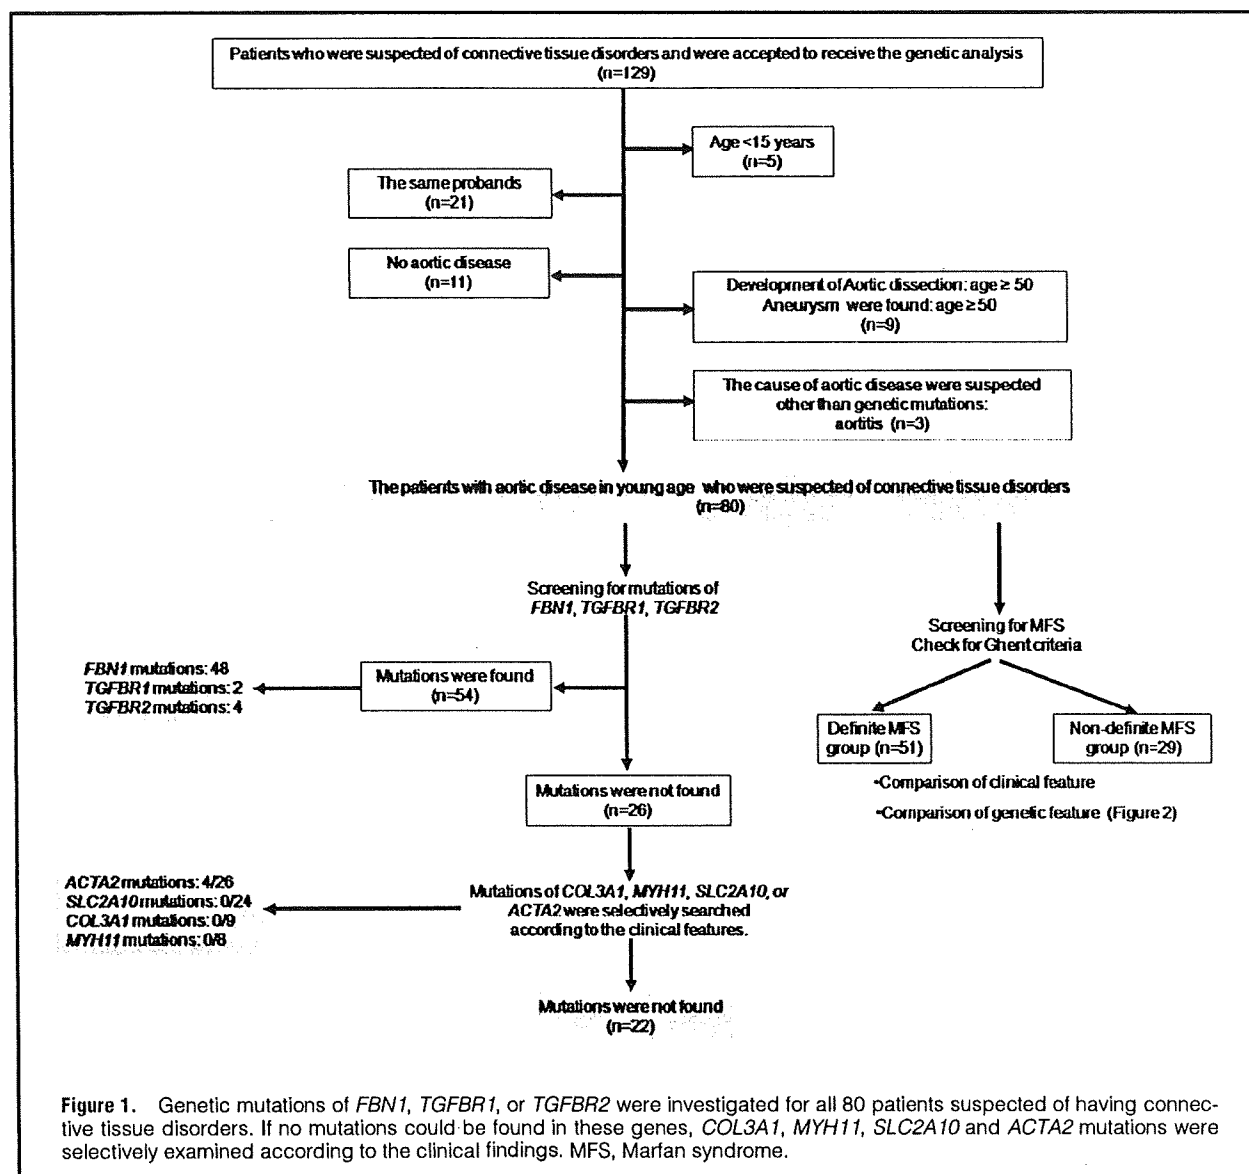 Patients who were suspected of connective tissue disorders and were accepted to receive the genetic analysis
(n=129)
Age <15 years
(n=5)
The same probands
(n=21)
No aortic disease
(n=11)
Development of Aortic dissection: age ≥ 50
Aneurysm were found: age ≥50
(n=9)
The cause of aortic disease were suspected
other than genetic mutations:
aortitis (n=3)
The patients with aortic disease in young age who were suspected of connective tissue disorders
(n=80)
Screening for mutations of
FBN1, TGFBR1, TGFBR2
Screening for MFS
Check for Ghent criteria
FBN1 mutations: 48
TGFBR1 mutations: 2
TGFBR2 mutations: 4
Mutations were found
(n=54)
Definite MFS
group (n=51)
Non-definite MFS
group (n=29)
•Comparison of clinical feature
•Comparison of genetic feature (Figure 2)
Mutations were not found
(n=26)
ACTA2 mutations: 4/26
SLC2A10 mutations: 0/24
COL3A1 mutations: 0/9
MYH11 mutations: 0/8
Mutations of COL3A1, MYH11, SLC2A10, or
ACTA2 were selectively searched
according to the clinical features.
Mutations were not found
(n=22)
Figure 1. Genetic mutations of FBN1, TGFBR1, or TGFBR2 were investigated for all 80 patients suspected of having connec-
tive tissue disorders. If no mutations could be found in these genes, COL3A1, MYH11, SLC2A10 and ACTA2 mutations were
selectively examined according to the clinical findings. MFS, Marfan syndrome.